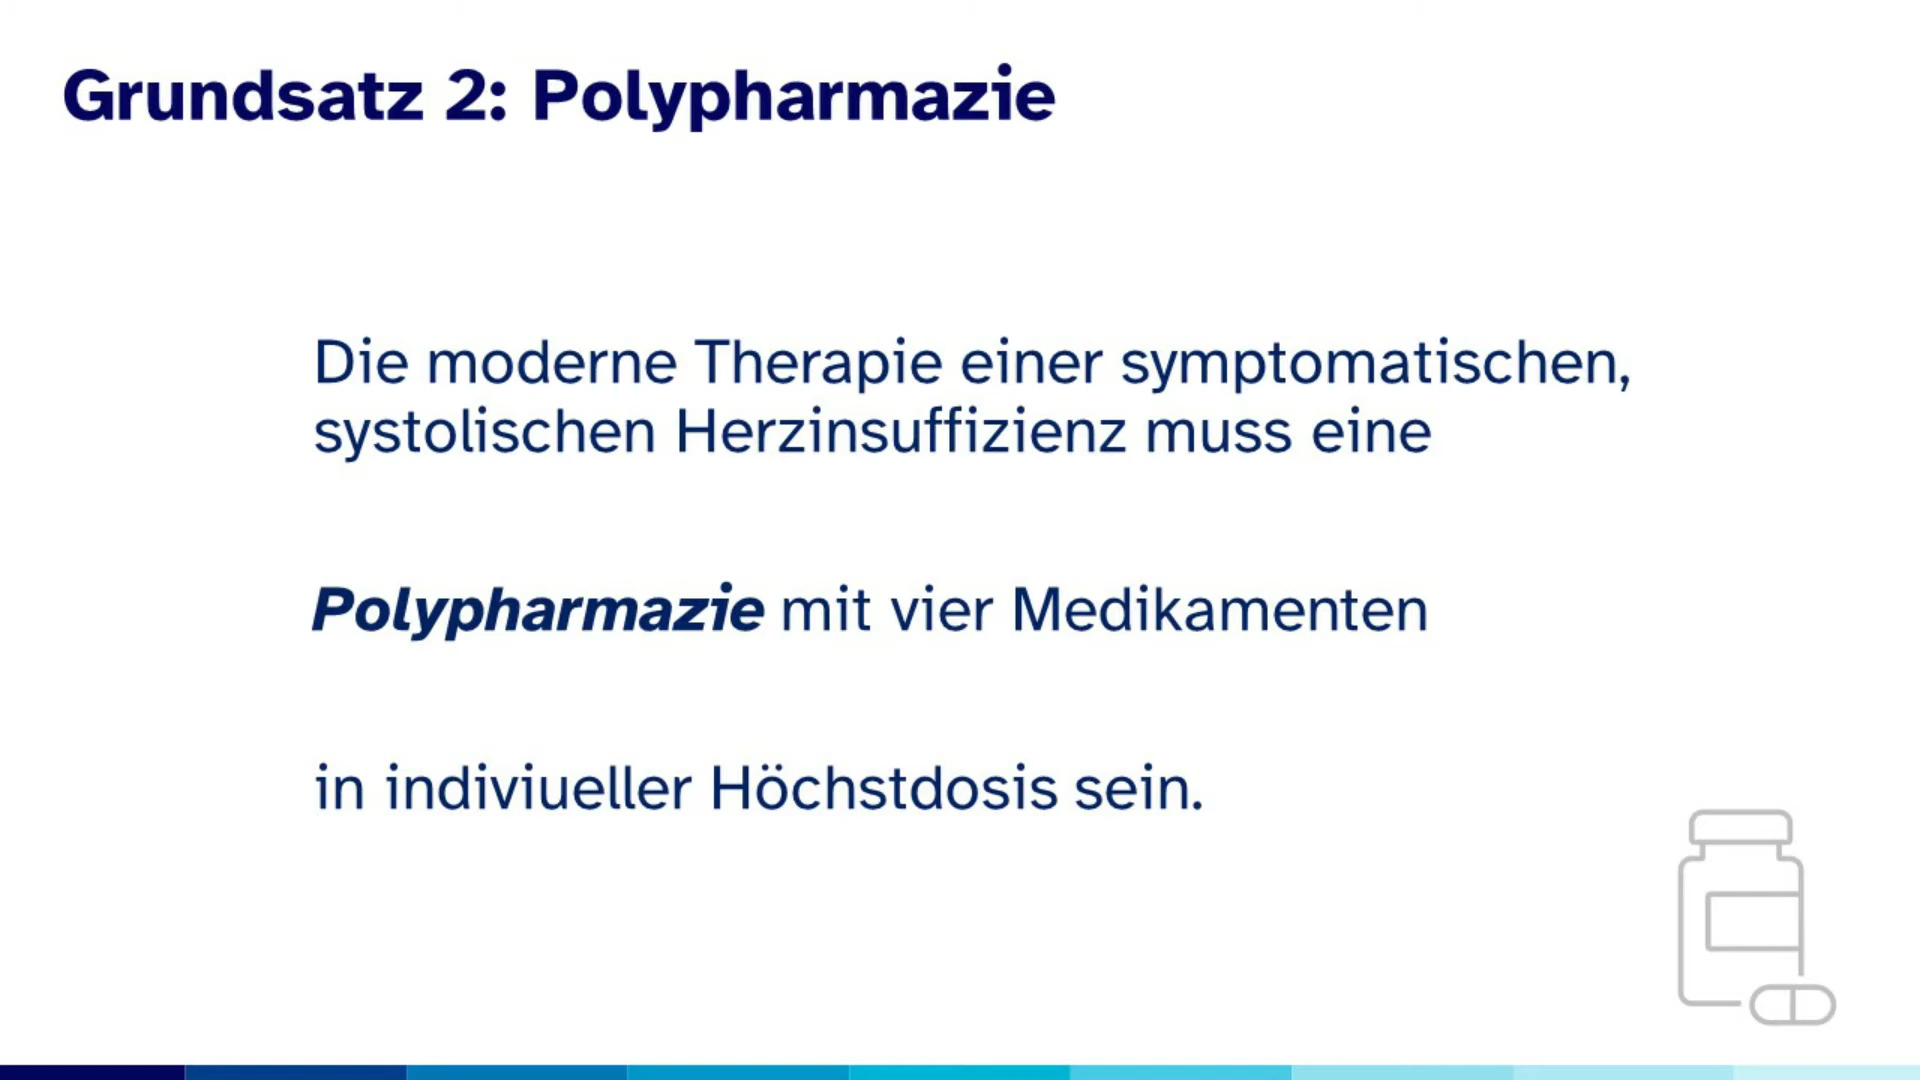 Grundsatz 2: Polypharmazie
Die moderne Therapie einer symptomatischen,
systolischen Herzinsuffizienz muss eine
Polypharmazie mit vier Medikamenten
in indiviueller Höchstdosis sein.